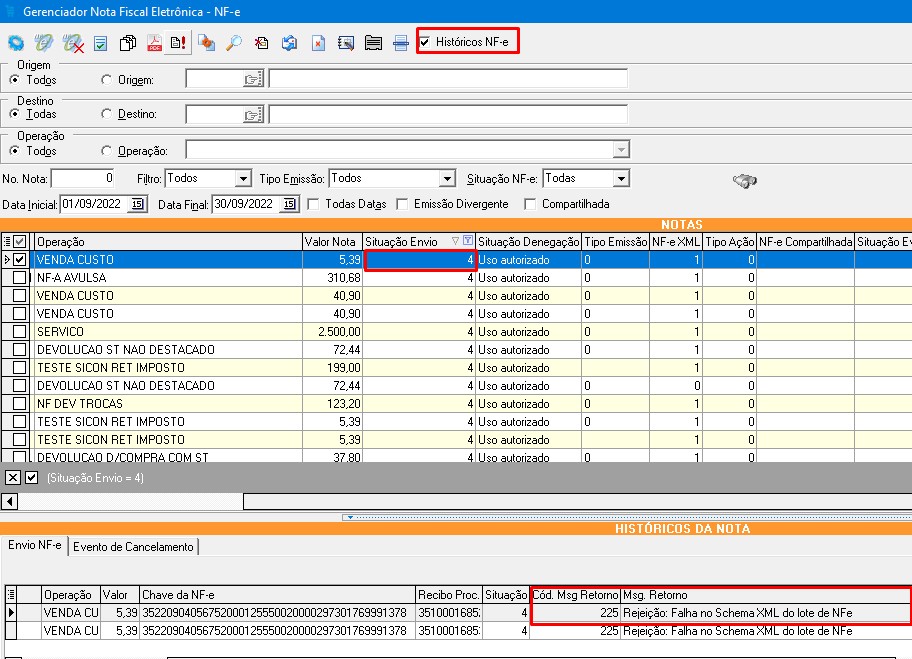 Gerenciador Nota Fiscal Eletrônica - NF-e
Históricos NF-e
Origem
Todos Origem:
Destino
Todas Destino:
Operação
Todos Operação:
No. Nota: 0 Filtro: Todos Tipo Emissão: Todos Situação NF-e: Todas
Data Inicial: 01/09/2022 15 Data Final: 30/09/2022 15 Todas Datas Emissão Divergente Compartilhada
NOTAS
Operação Valor Nota Situação Envio Situação Denegação Tipo Emissão NF-e XML Tipo Ação NF-e Compartilhada Situação Ev
VENDA CUSTO 5,39 4 Uso autorizado 0 1 0
NF-A AVULSA 310,68 4 Uso autorizado 0 1 0
VENDA CUSTO 40,90 4 Uso autorizado 0 1 0
VENDA CUSTO 40,90 4 Uso autorizado 0 1 0
SERVICO 2.500,00 4 Uso autorizado 0 1 0
DEVOLUCAO ST NAO DESTACADO 72,44 4 Uso autorizado 0 1 0
TESTE SICON RET IMPOSTO 199,00 4 Uso autorizado 1 0
DEVOLUCAO ST NAO DESTACADO 72,44 4 Uso autorizado 0 0 0
NF DEV TROCAS 123,20 4 Uso autorizado 0 1 0
TESTE SICON RET IMPOSTO 5,39 4 Uso autorizado 0 1 0
TESTE SICON RET IMPOSTO 5,39 4 Uso autorizado 1 0
DEVOLUCAO D/COMPRA COM ST 37,80 4 Uso autorizado 0 1 0
(Situação Envio = 4)
HISTÓRICOS DA NOTA
Envio NF-e Evento de Cancelamento
Operação Valor Chave da NF-e Recibo Proc. Situação Cód. Msg Retorno Msg. Retorno
VENDA CU 5,39 35220904056752000125550020000297301769991378 3510001685 4 225 Rejeição: Falha no Schema XML do lote de NFe
VENDA CU 5,39 35220904056752000125550020000297301769991378 3510001685 4 225 Rejeição: Falha no Schema XML do lote de NFe